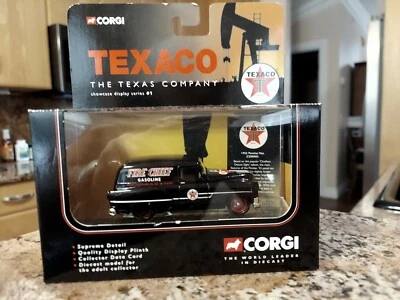 CORGI
TEXACO
THE TEXAS COMPANY
showcase display series 01
TEXACO
T
TEXACO
FIRE CHIEF
GASOLINE
CORGI
THE WORLD LEADER
IN DIECAST
• Supreme Detail
• Quality Display Plinth
• Collector Data Card
• Diecast model for
the adult collector